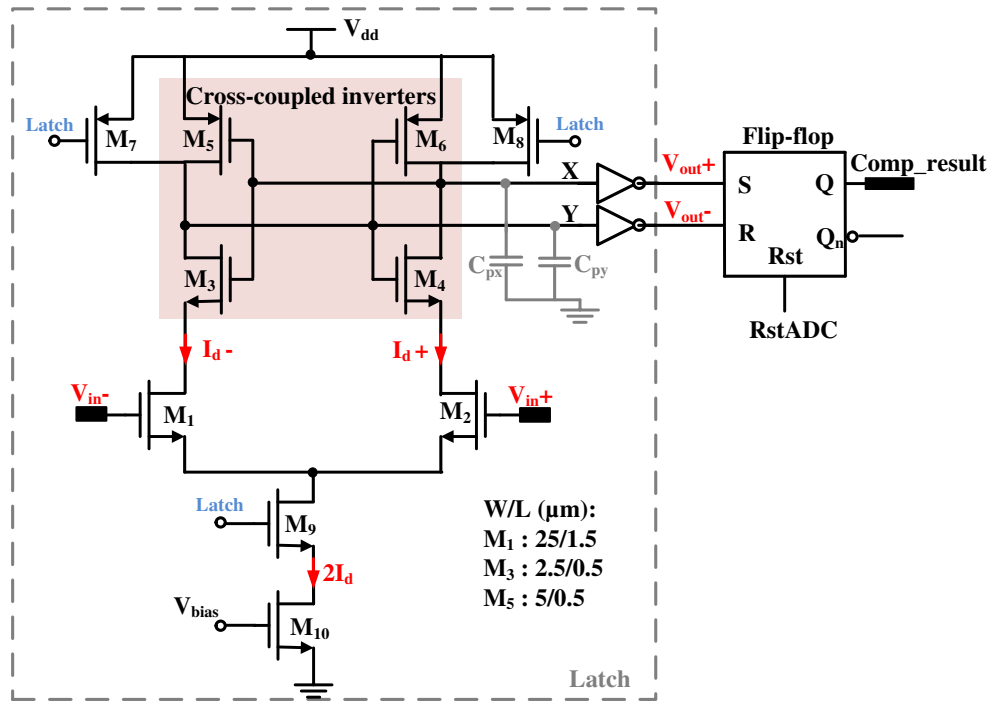 Vdd
Cross-coupled inverters
Latch
M7
M5
M6
M8
Latch
Flip-flop
X
Vout+
S
Q
Comp_result
Y
Vout-
R
Qn
Rst
M3
M4
Cpx
Cpy
RstADC
Id -
Id +
Vin-
M1
M2
Vin+
Latch
M9
W/L (μm):
M1 : 25/1.5
M3 : 2.5/0.5
M5 : 5/0.5
2Id
Vbias
M10
Latch